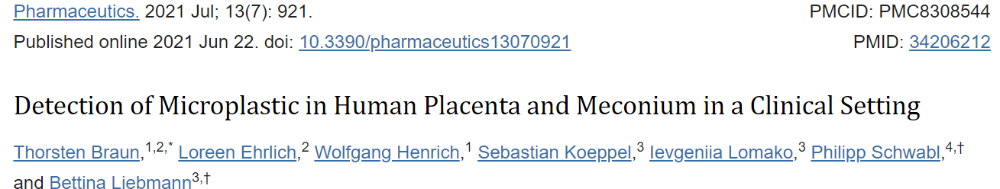 Pharmaceutics. 2021 Jul; 13(7): 921. PMCID: PMC8308544
Published online 2021 Jun 22. doi: 10.3390/pharmaceutics13070921 PMID: 34206212
Detection of Microplastic in Human Placenta and Meconium in a Clinical Setting
Thorsten Braun,1,2,* Loreen Ehrlich,2 Wolfgang Henrich,1 Sebastian Koeppel,3 Ievgeniia Lomako,3 Philipp Schwabl,4,†
and Bettina Liebmann3,†